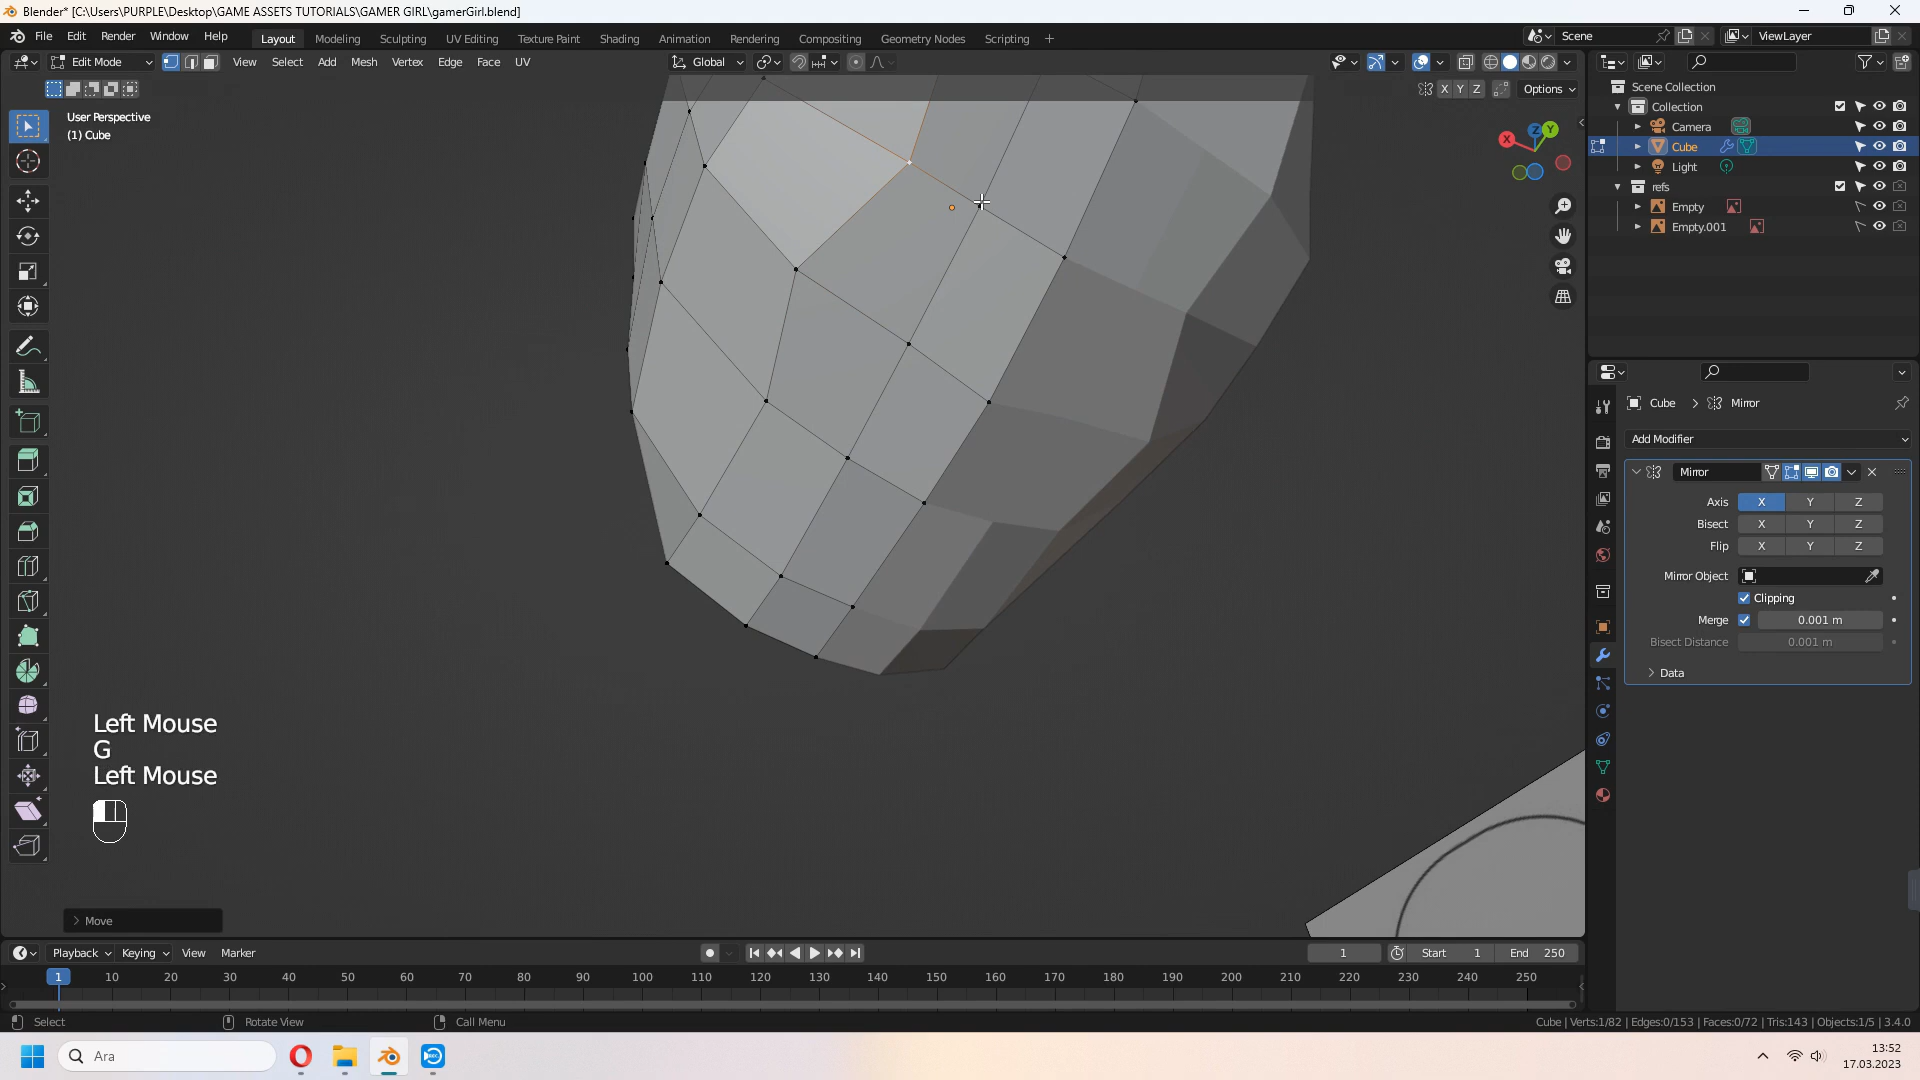 Blender* [C:\Users\PURPLE\Desktop\GAME ASSETS TUTORIALS\GAMER GIRL\gamerGirl.blend]
File Edit Render Window Help Layout Modeling Sculpting UV Editing Texture Paint Shading Animation Rendering Compositing Geometry Nodes Scripting + Scene ViewLayer
Edit Mode View Select Add Mesh Vertex Edge Face UV Global
X Y Z Options
User Perspective
(1) Cube
X Z Y
Scene Collection
Collection
Camera
Cube
Light
refs
Empty
Empty.001
Cube > Mirror
Add Modifier
Mirror
Axis X Y Z
Bisect X Y Z
Flip X Y Z
Mirror Object
Clipping
Merge 0.001 m
Bisect Distance 0.001 m
Data
Left Mouse
G
Left Mouse
Move
Playback Keying View Marker 1 Start 1 End 250
1 10 20 30 40 50 60 70 80 90 100 110 120 130 140 150 160 170 180 190 200 210 220 230 240 250
Select Rotate View Call Menu Cube | Verts:1/82 | Edges:0/153 | Faces:0/72 | Tris:143 | Objects:1/5 | 3.4.0
Ara
13:52
17.03.2023